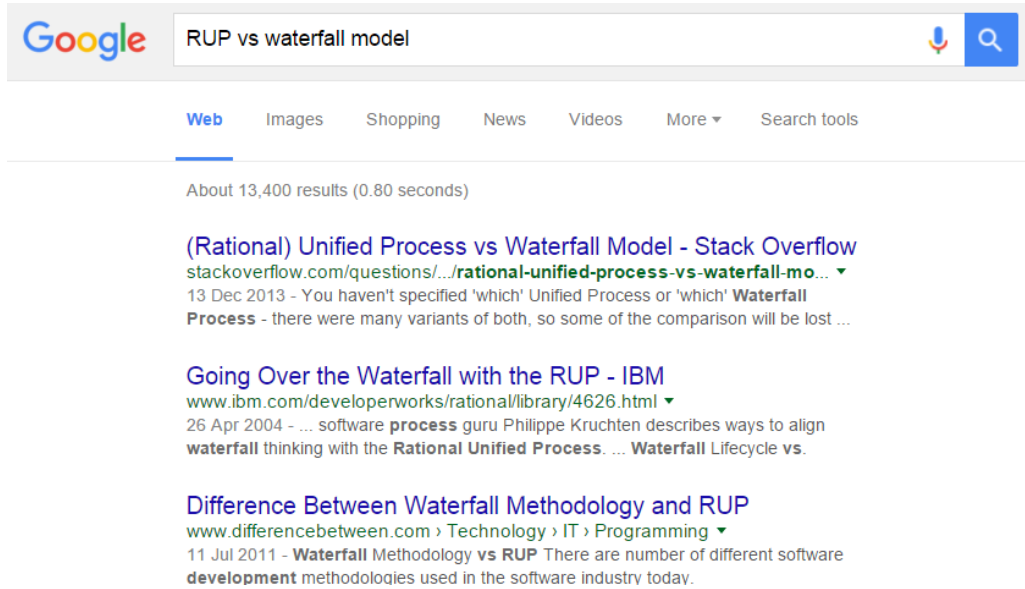 Google RUP vs waterfall model
Web Images Shopping News Videos More Search tools
About 13,400 results (0.80 seconds)
(Rational) Unified Process vs Waterfall Model - Stack Overflow
stackoverflow.com/questions/.../rational-unified-process-vs-waterfall-mo...
13 Dec 2013 - You haven't specified 'which' Unified Process or 'which' Waterfall
Process - there were many variants of both, so some of the comparison will be lost ...
Going Over the Waterfall with the RUP - IBM
www.ibm.com/developerworks/rational/library/4626.html
26 Apr 2004 - ... software process guru Philippe Kruchten describes ways to align
waterfall thinking with the Rational Unified Process. ... Waterfall Lifecycle vs.
Difference Between Waterfall Methodology and RUP
www.differencebetween.com › Technology › IT › Programming
11 Jul 2011 - Waterfall Methodology vs RUP There are number of different software
development methodologies used in the software industry today.